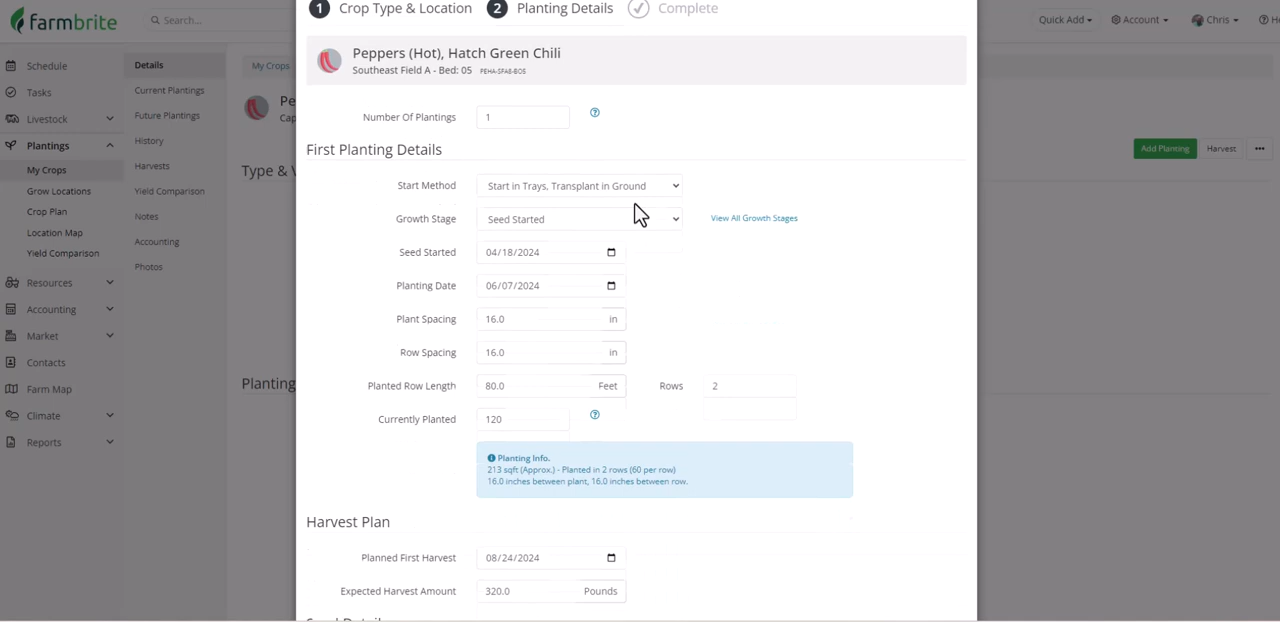 1 Crop Type & Location 2 Planting Details Complete
farmbrite
Search...
Quick Add
Account
Chris
Schedule
Tasks
Livestock
Plantings
My Crops
Grow Locations
Crop Plan
Location Map
Yield Comparison
Resources
Accounting
Market
Contacts
Farm Map
Climate
Reports
Details
Current Plantings
Future Plantings
History
Harvests
Yield Comparison
Notes
Accounting
Photos
My Crops
Add Planting
Harvest
Peppers (Hot), Hatch Green Chili
Southeast Field A - Bed: 05 PEHA-SFAB-BO5
Number Of Plantings 1
First Planting Details
Start Method Start in Trays, Transplant in Ground
Growth Stage Seed Started View All Growth Stages
Seed Started 04/18/2024
Planting Date 06/07/2024
Plant Spacing 16.0 in
Row Spacing 16.0 in
Planted Row Length 80.0 Feet Rows 2
Currently Planted 120
Planting Info.
213 sqft (Approx.) - Planted in 2 rows (60 per row)
16.0 inches between plant, 16.0 inches between row.
Harvest Plan
Planned First Harvest 08/24/2024
Expected Harvest Amount 320.0 Pounds